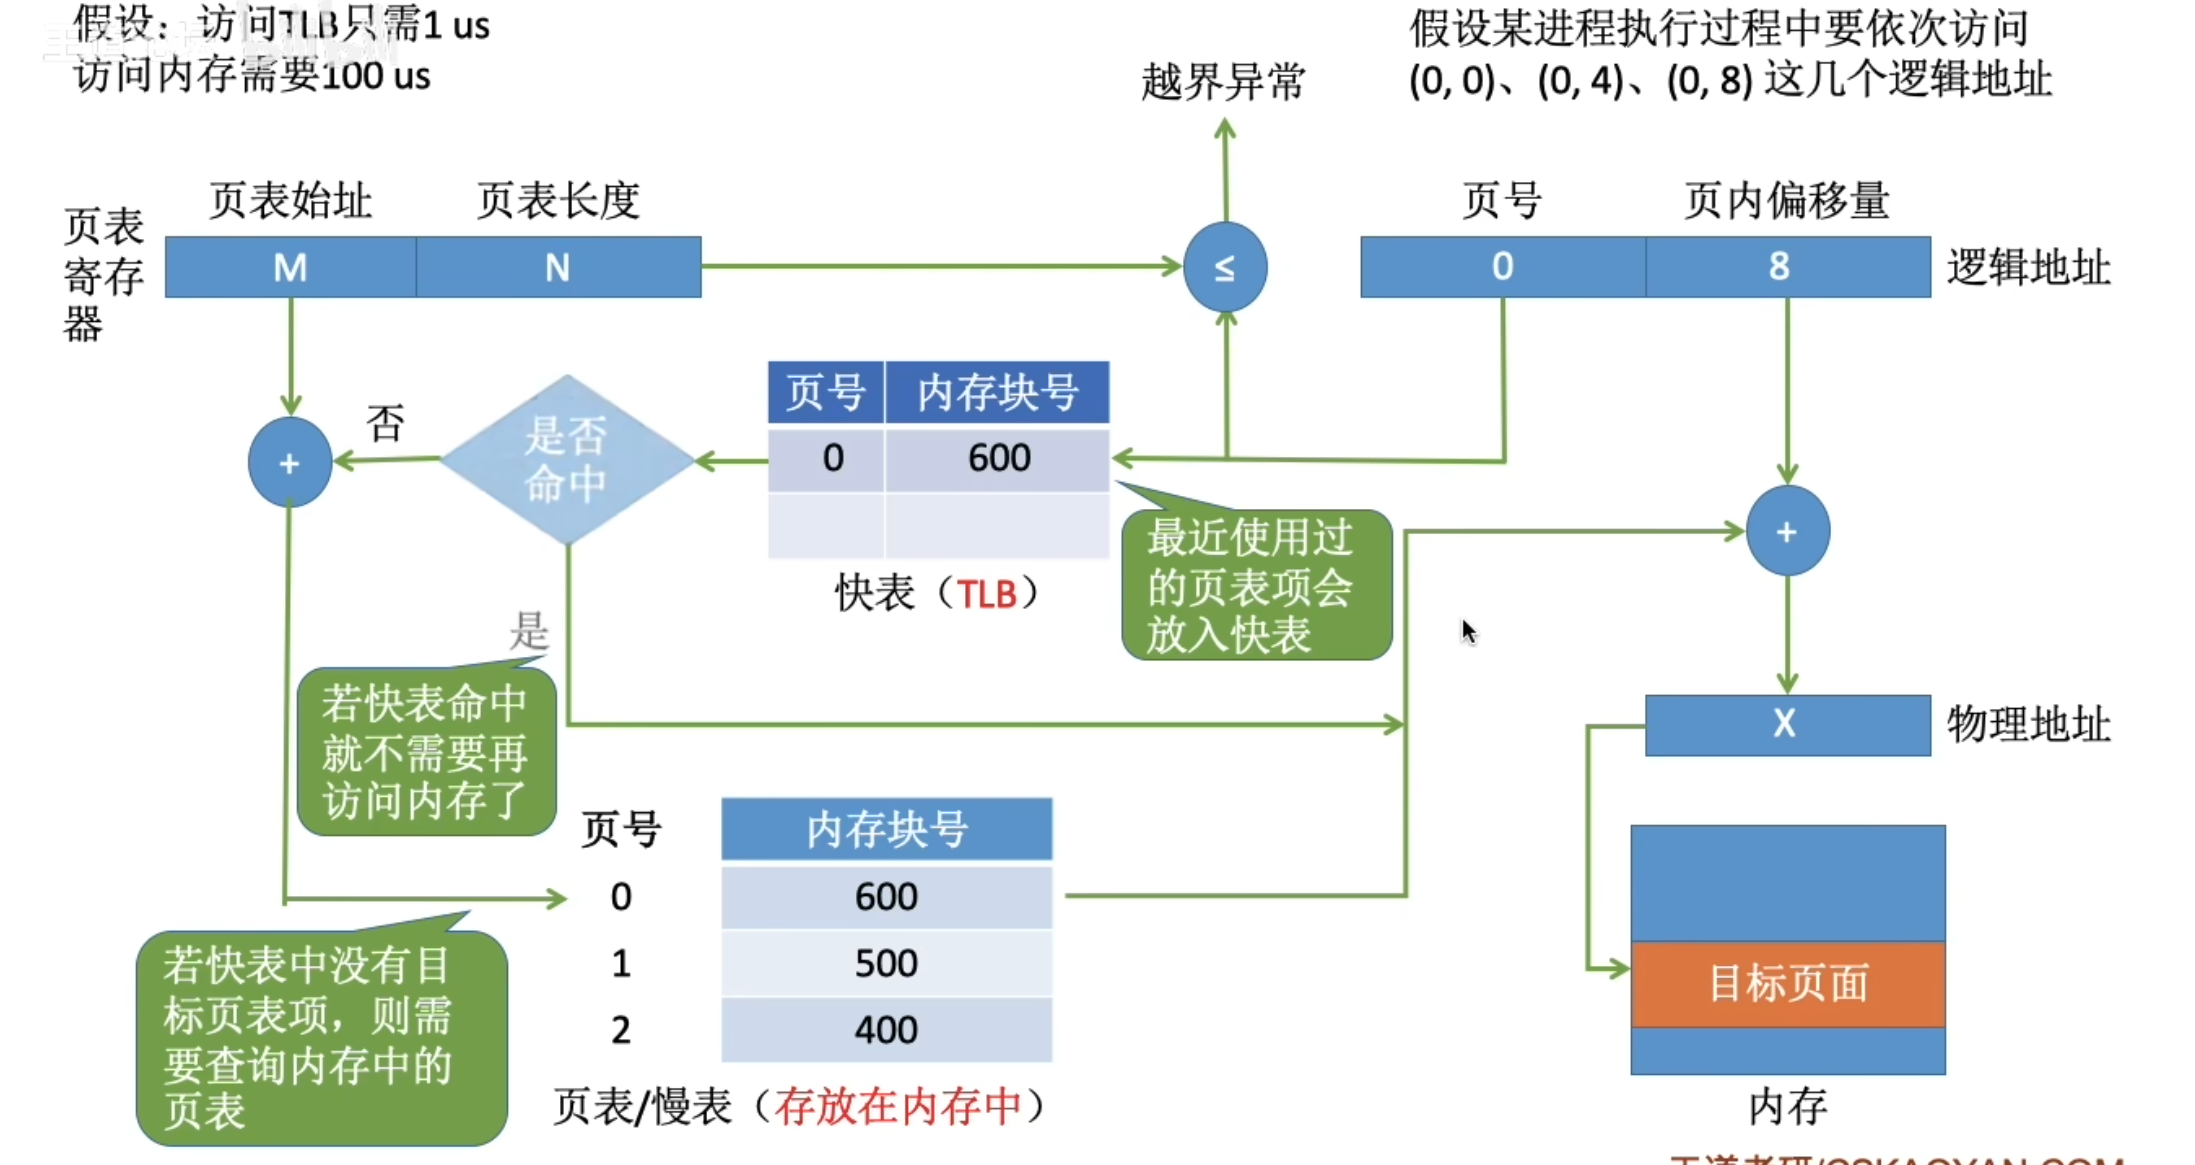 假设：访问TLB只需1 us
访问内存需要100 us
假设某进程执行过程中要依次访问
(0, 0)、(0, 4)、(0, 8) 这几个逻辑地址
越界异常
页表始址
页表长度
页表
寄存
器
M
N
≤
页号
页内偏移量
0
8
逻辑地址
页号
内存块号
0
600
快表（TLB）
是否
命中
否
+
是
最近使用过
的页表项会
放入快表
+
若快表命中
就不需要再
访问内存了
X
物理地址
页号
内存块号
0
600
1
500
2
400
页表/慢表（存放在内存中）
若快表中没有目
标页表项，则需
要查询内存中的
页表
目标页面
内存
王道考研/CSKAOYAN.COM